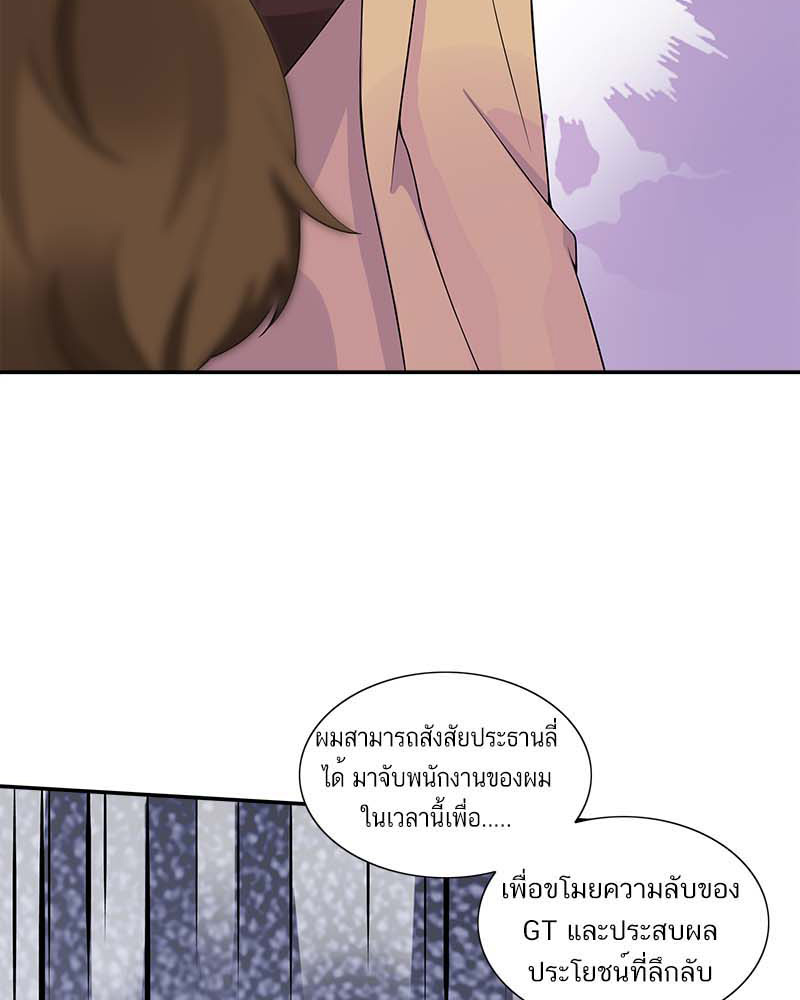 ผมสามารถสังสัยประธานลี่
ได้ มาจับพนักงานของผม
ในเวลานี้เพื่อ.....
เพื่อขโมยความลับของ
GT และประสบผล
ประโยชน์ที่ลึกลับ